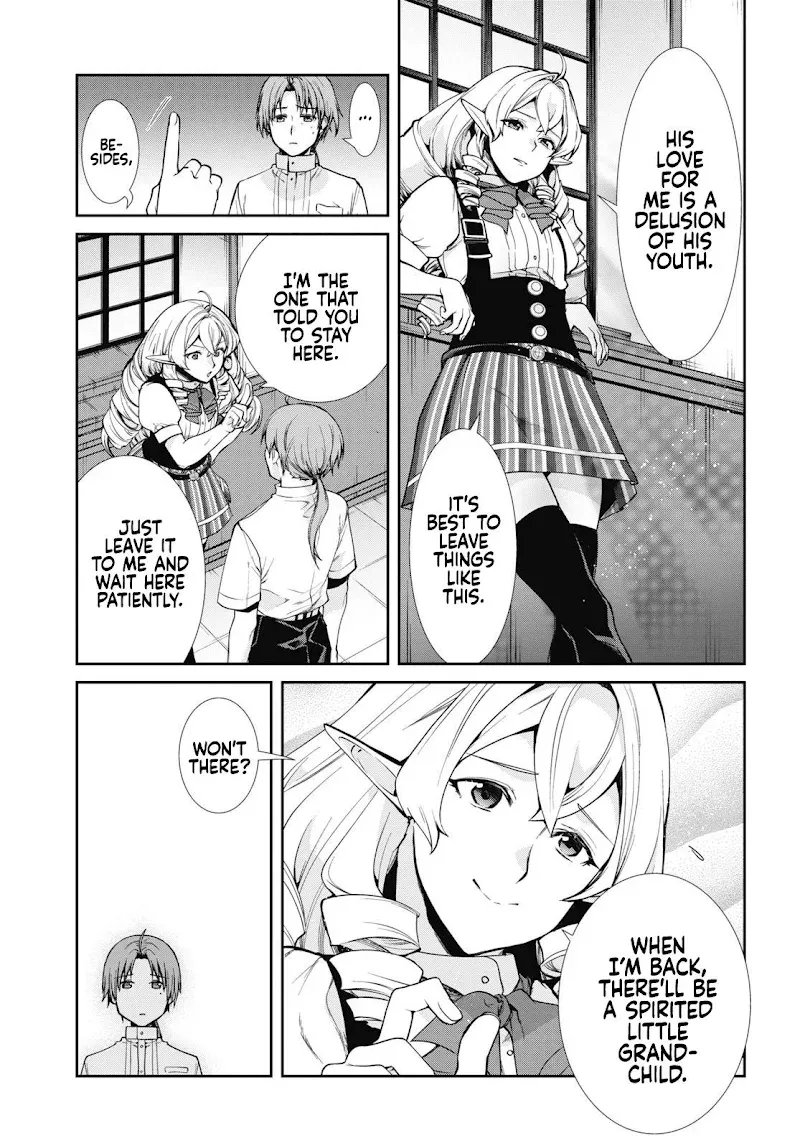 HIS
LOVE
FOR
ME IS A
DELUSION
OF HIS
YOUTH.
IT'S
BEST TO
LEAVE
THINGS
LIKE
THIS.
...
BE-
SIDES,
I'M THE
ONE THAT
TOLD YOU
TO STAY
HERE.
JUST
LEAVE IT
TO ME AND
WAIT HERE
PATIENTLY.
WHEN
I'M BACK,
THERE'LL BE
A SPIRITED
LITTLE
GRAND-
CHILD.
WON'T
THERE?